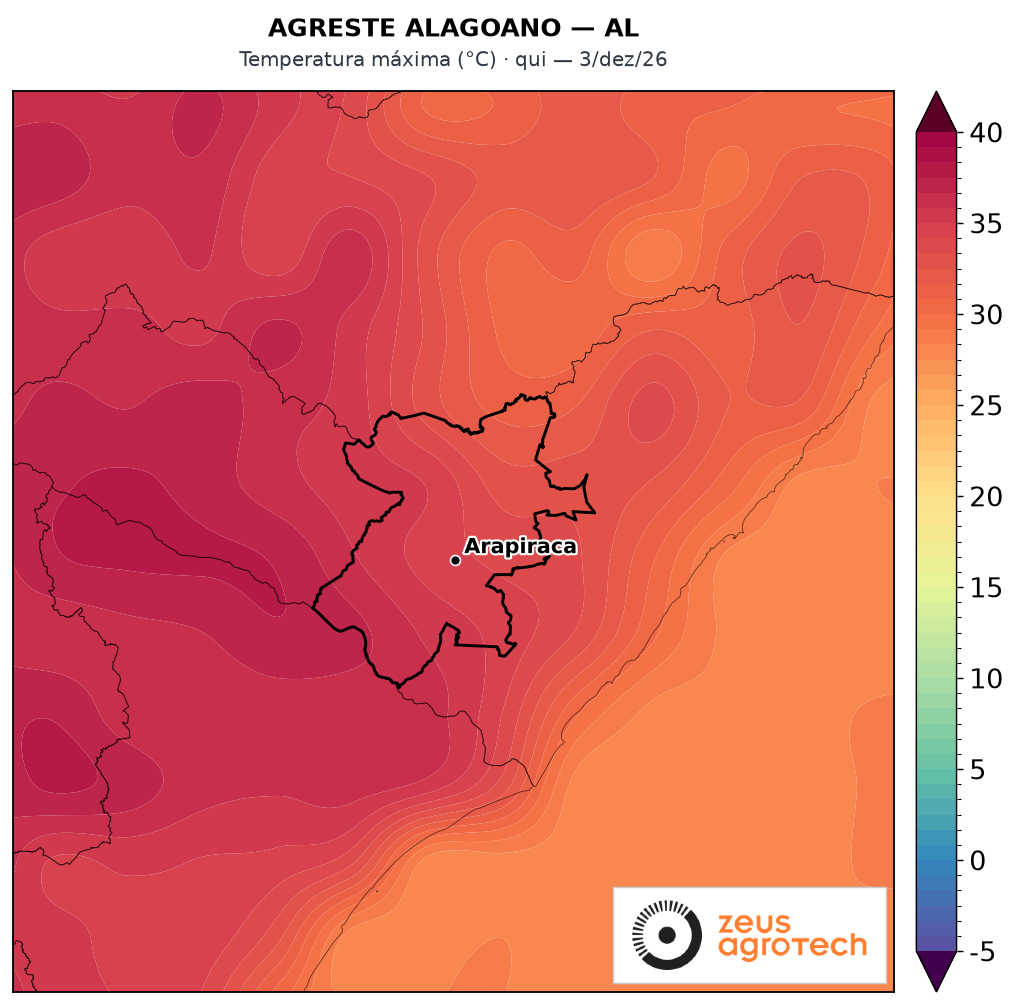 AGRESTE ALAGOANO — AL
Temperatura máxima (°C) · qui — 3/dez/26
40
35
30
25
20
15
10
5
0
-5
Arapiraca
zeus
agrotech